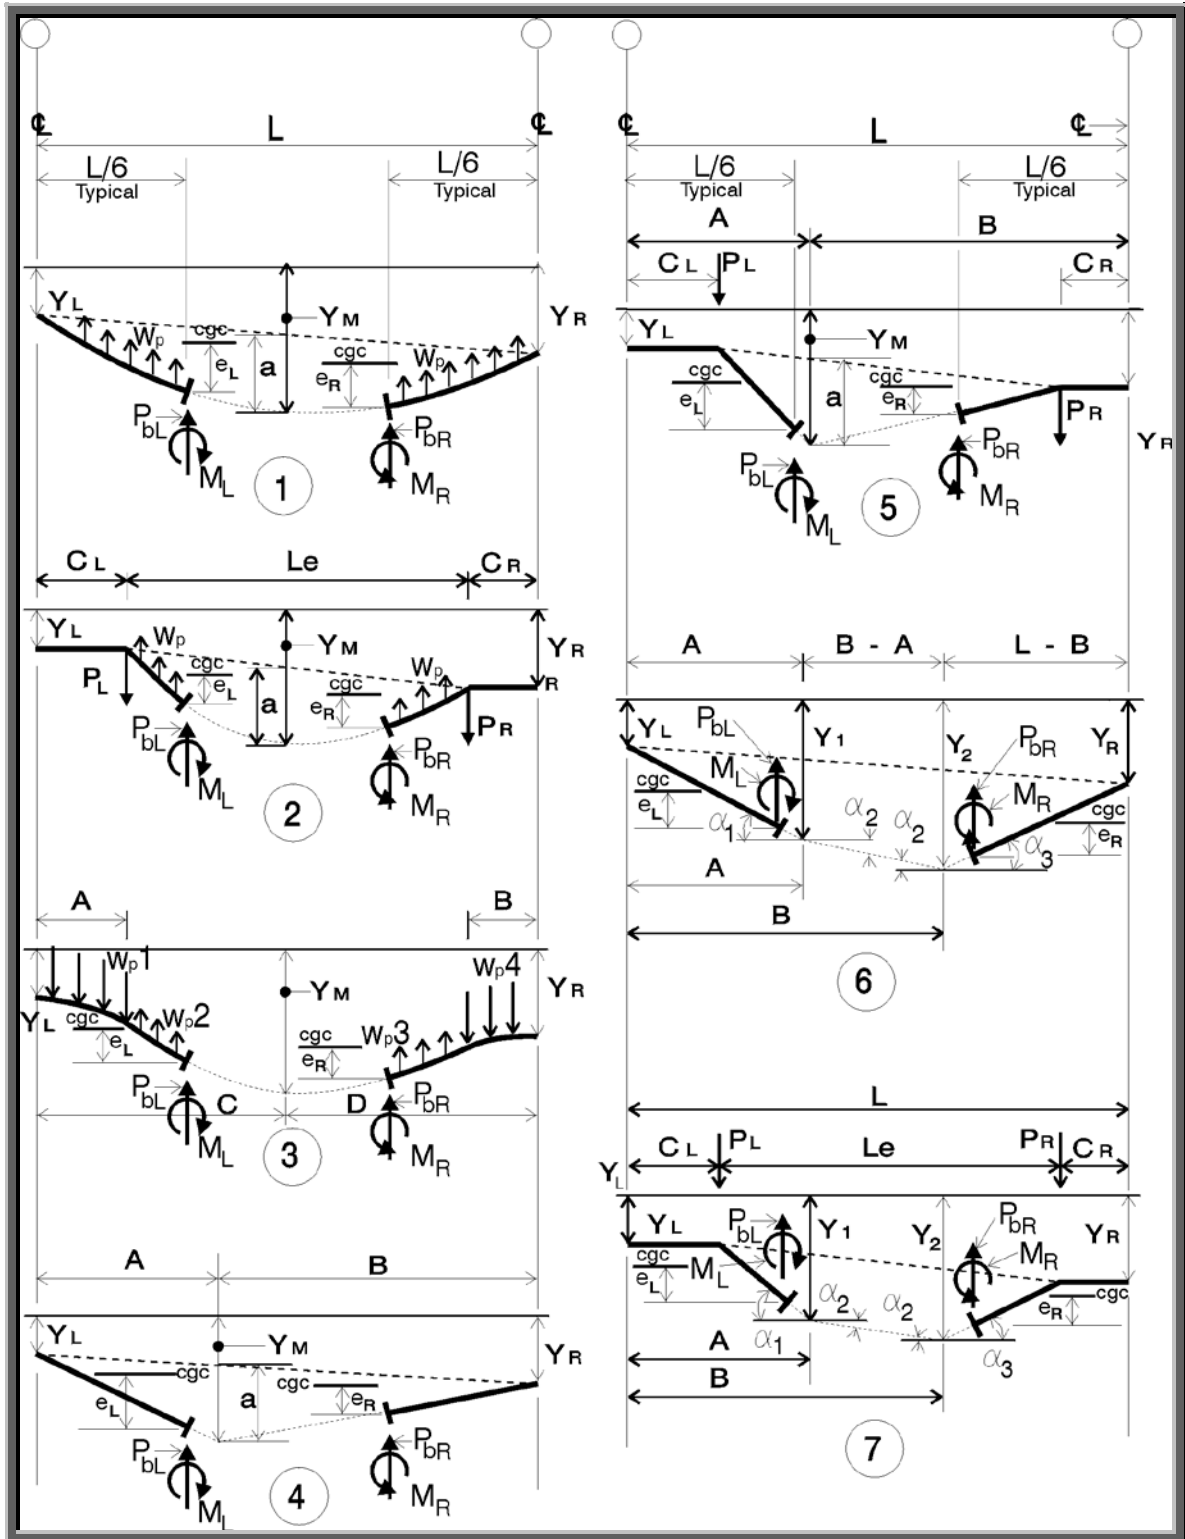 ℄ L ℄
L/6 L/6
Typical Typical
YL YM YR
Wp cgc cgc Wp
eL a eR
PbL PbR
ML MR
1
CL Le CR
YL Wp YM Wp YR
cgc cgc
PL eL a eR R
PR
PbL PbR
ML MR
2
A B
Wp1 Wp4
YM YR
YL cgc Wp2 cgc Wp3
eL eR
PbL C D PbR
ML MR
3
A B
YL YM YR
cgc cgc
eL a eR
PbL PbR
ML MR
4
℄ ℄
L
L/6 L/6
Typical Typical
A B
CL PL CR
YL YM
cgc cgc
eL a eR
PR
PbL PbR YR
ML MR
5
A B - A L - B
YL PbL Y1 Y2 PbR YR
ML MR
cgc cgc
eL α1 α2 α2 eR
α3
A
B
6
L
CL PL Le PR CR
YL
YL PbL Y1 Y2 PbR YR
cgc ML MR
eL eR cgc
α1 α2 α2 α3
A
B
7